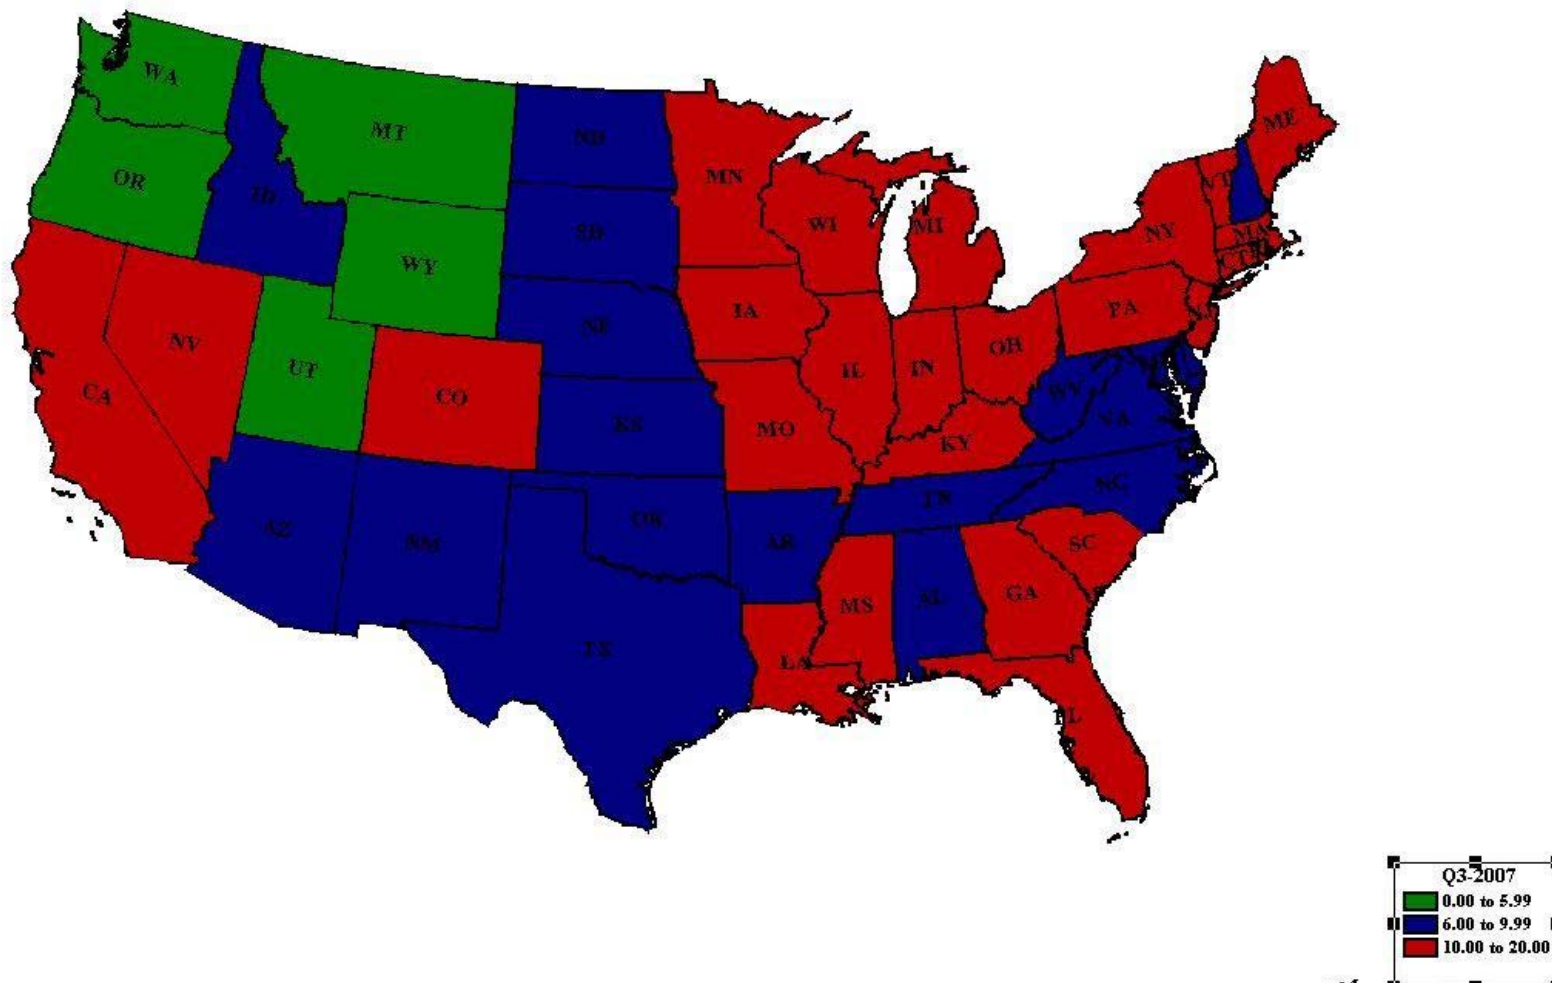 WA
MT
ND
OR
ID
MN
ME
WY
SD
WI
MI
NY
VT
MA
CT
NV
UT
CO
NE
IA
IL
IN
OH
PA
NJ
CA
KS
MO
KY
WV
VA
AZ
NM
OK
AR
TN
NC
SC
TX
LA
MS
AL
GA
FL
Q3-2007
0.00 to 5.99
6.00 to 9.99
10.00 to 20.00